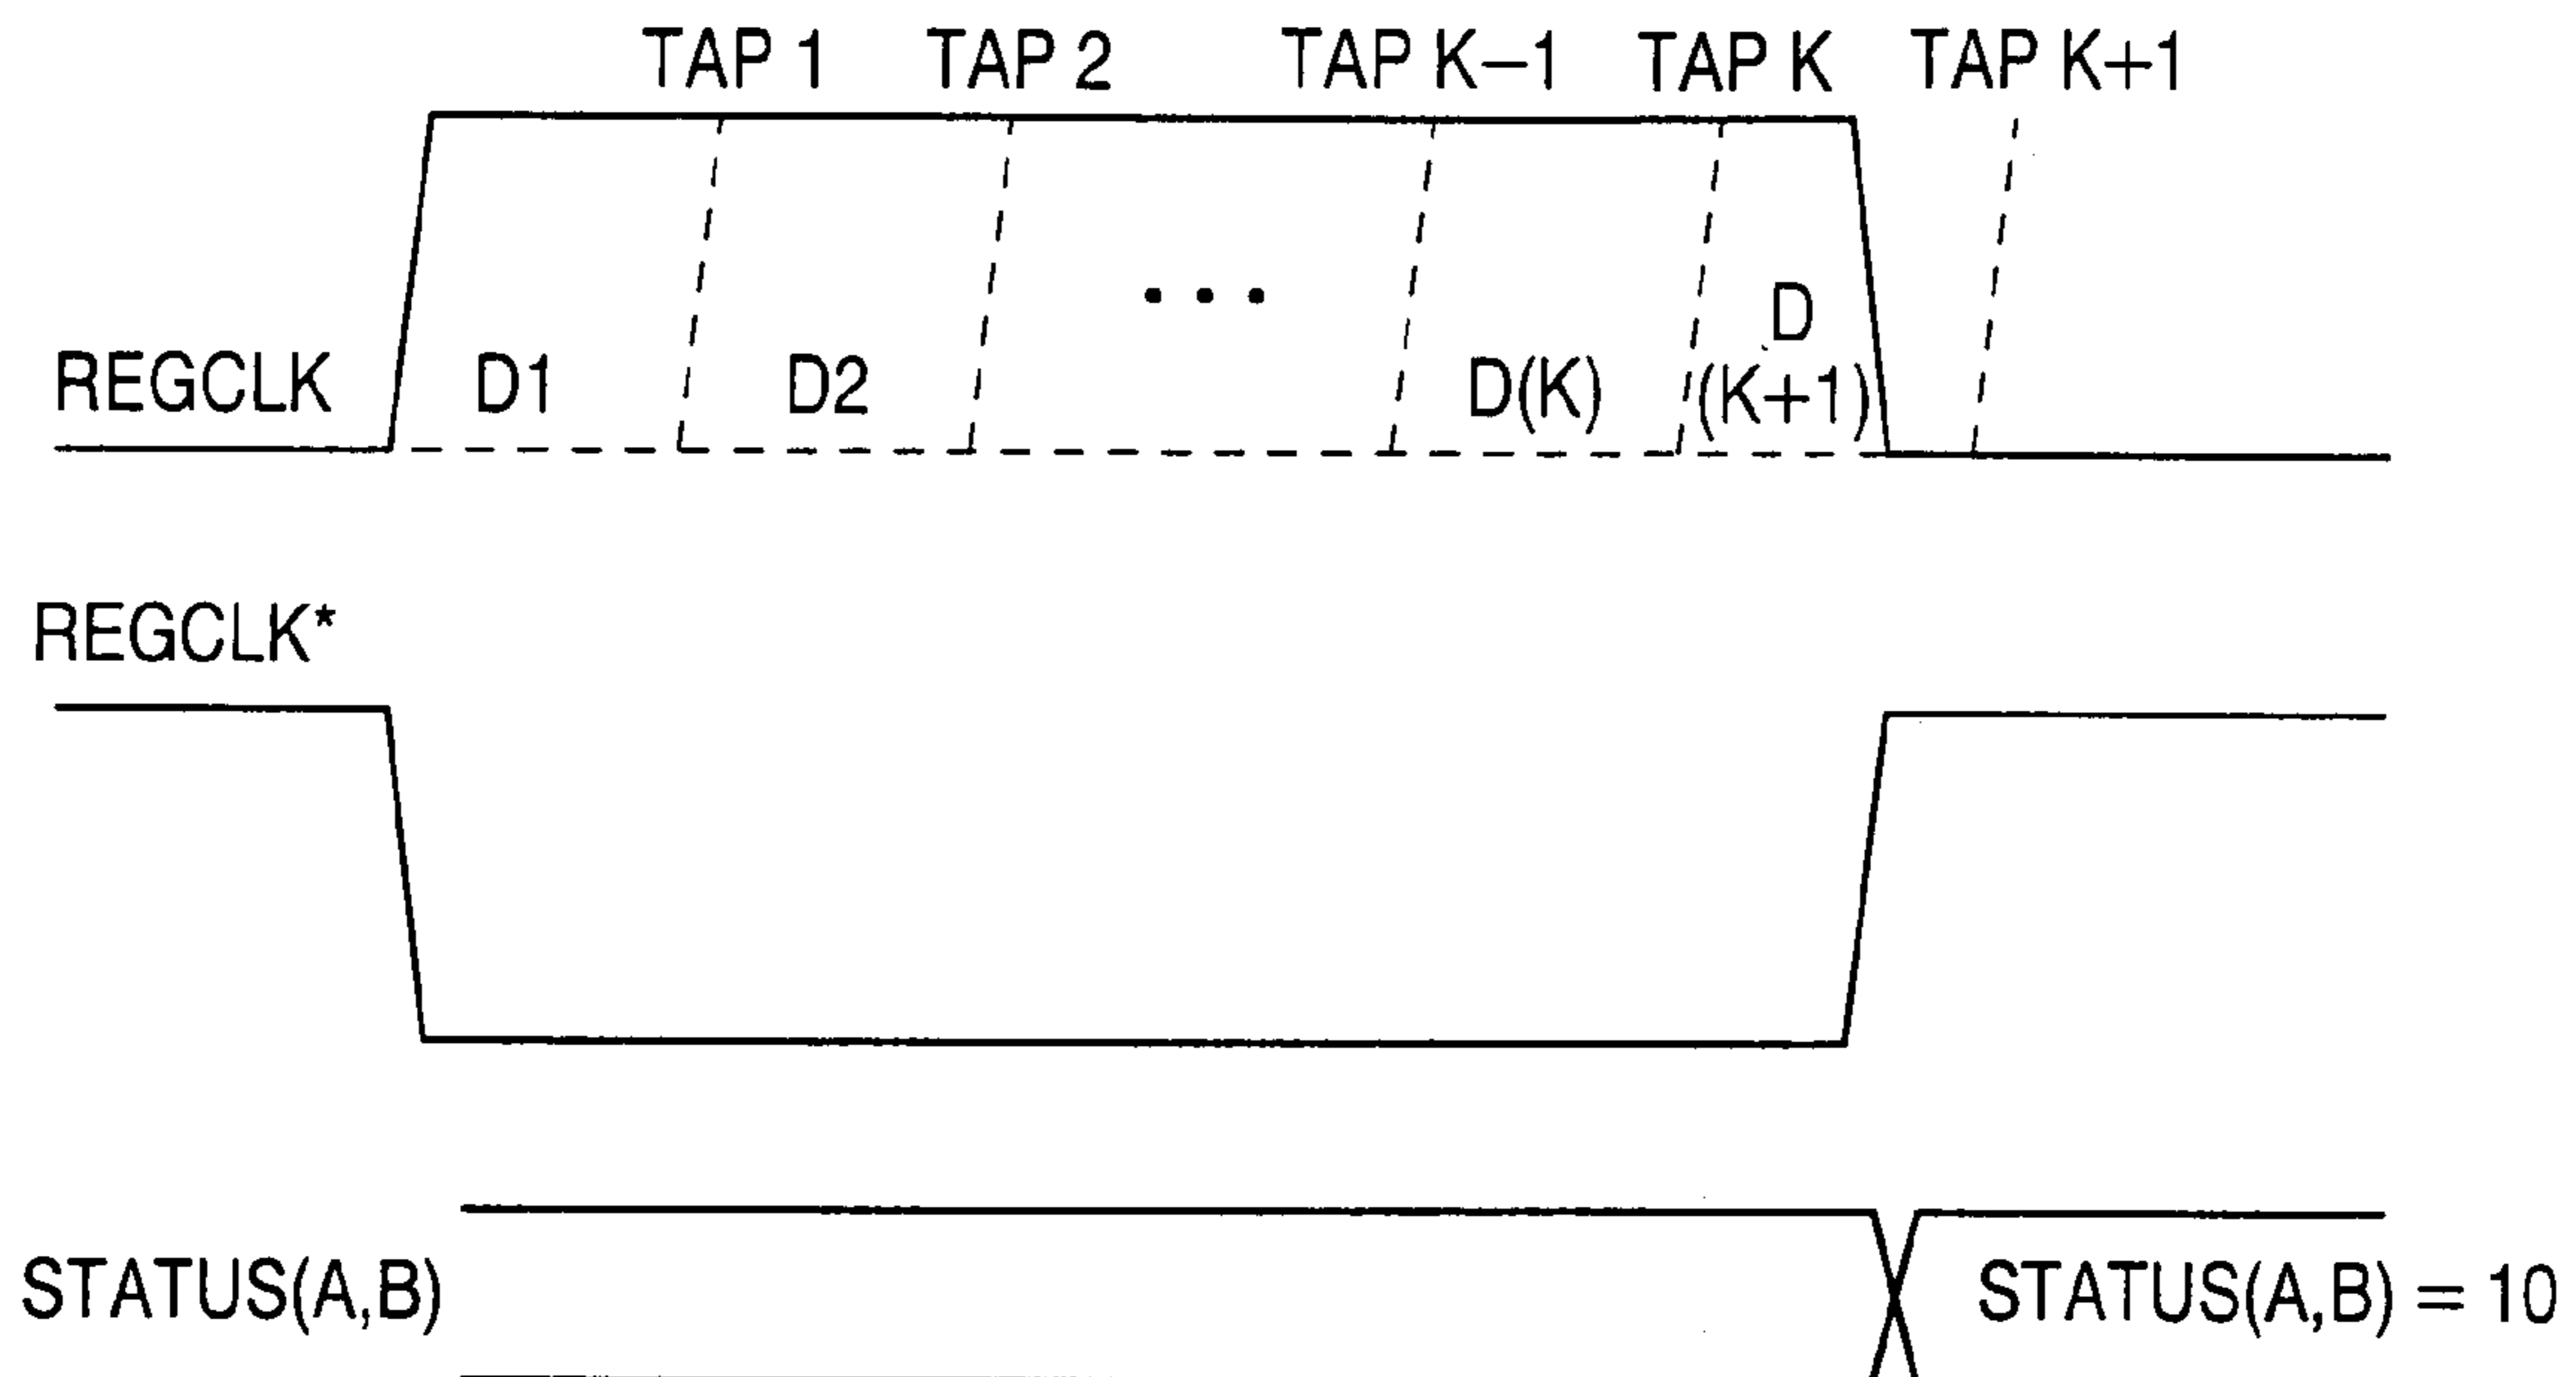 TAP 1 TAP 2 TAP K–1 TAP K TAP K+1
D
REGCLK D1 D2 D(K) (K+1)
REGCLK*
STATUS(A,B) STATUS(A,B) = 10